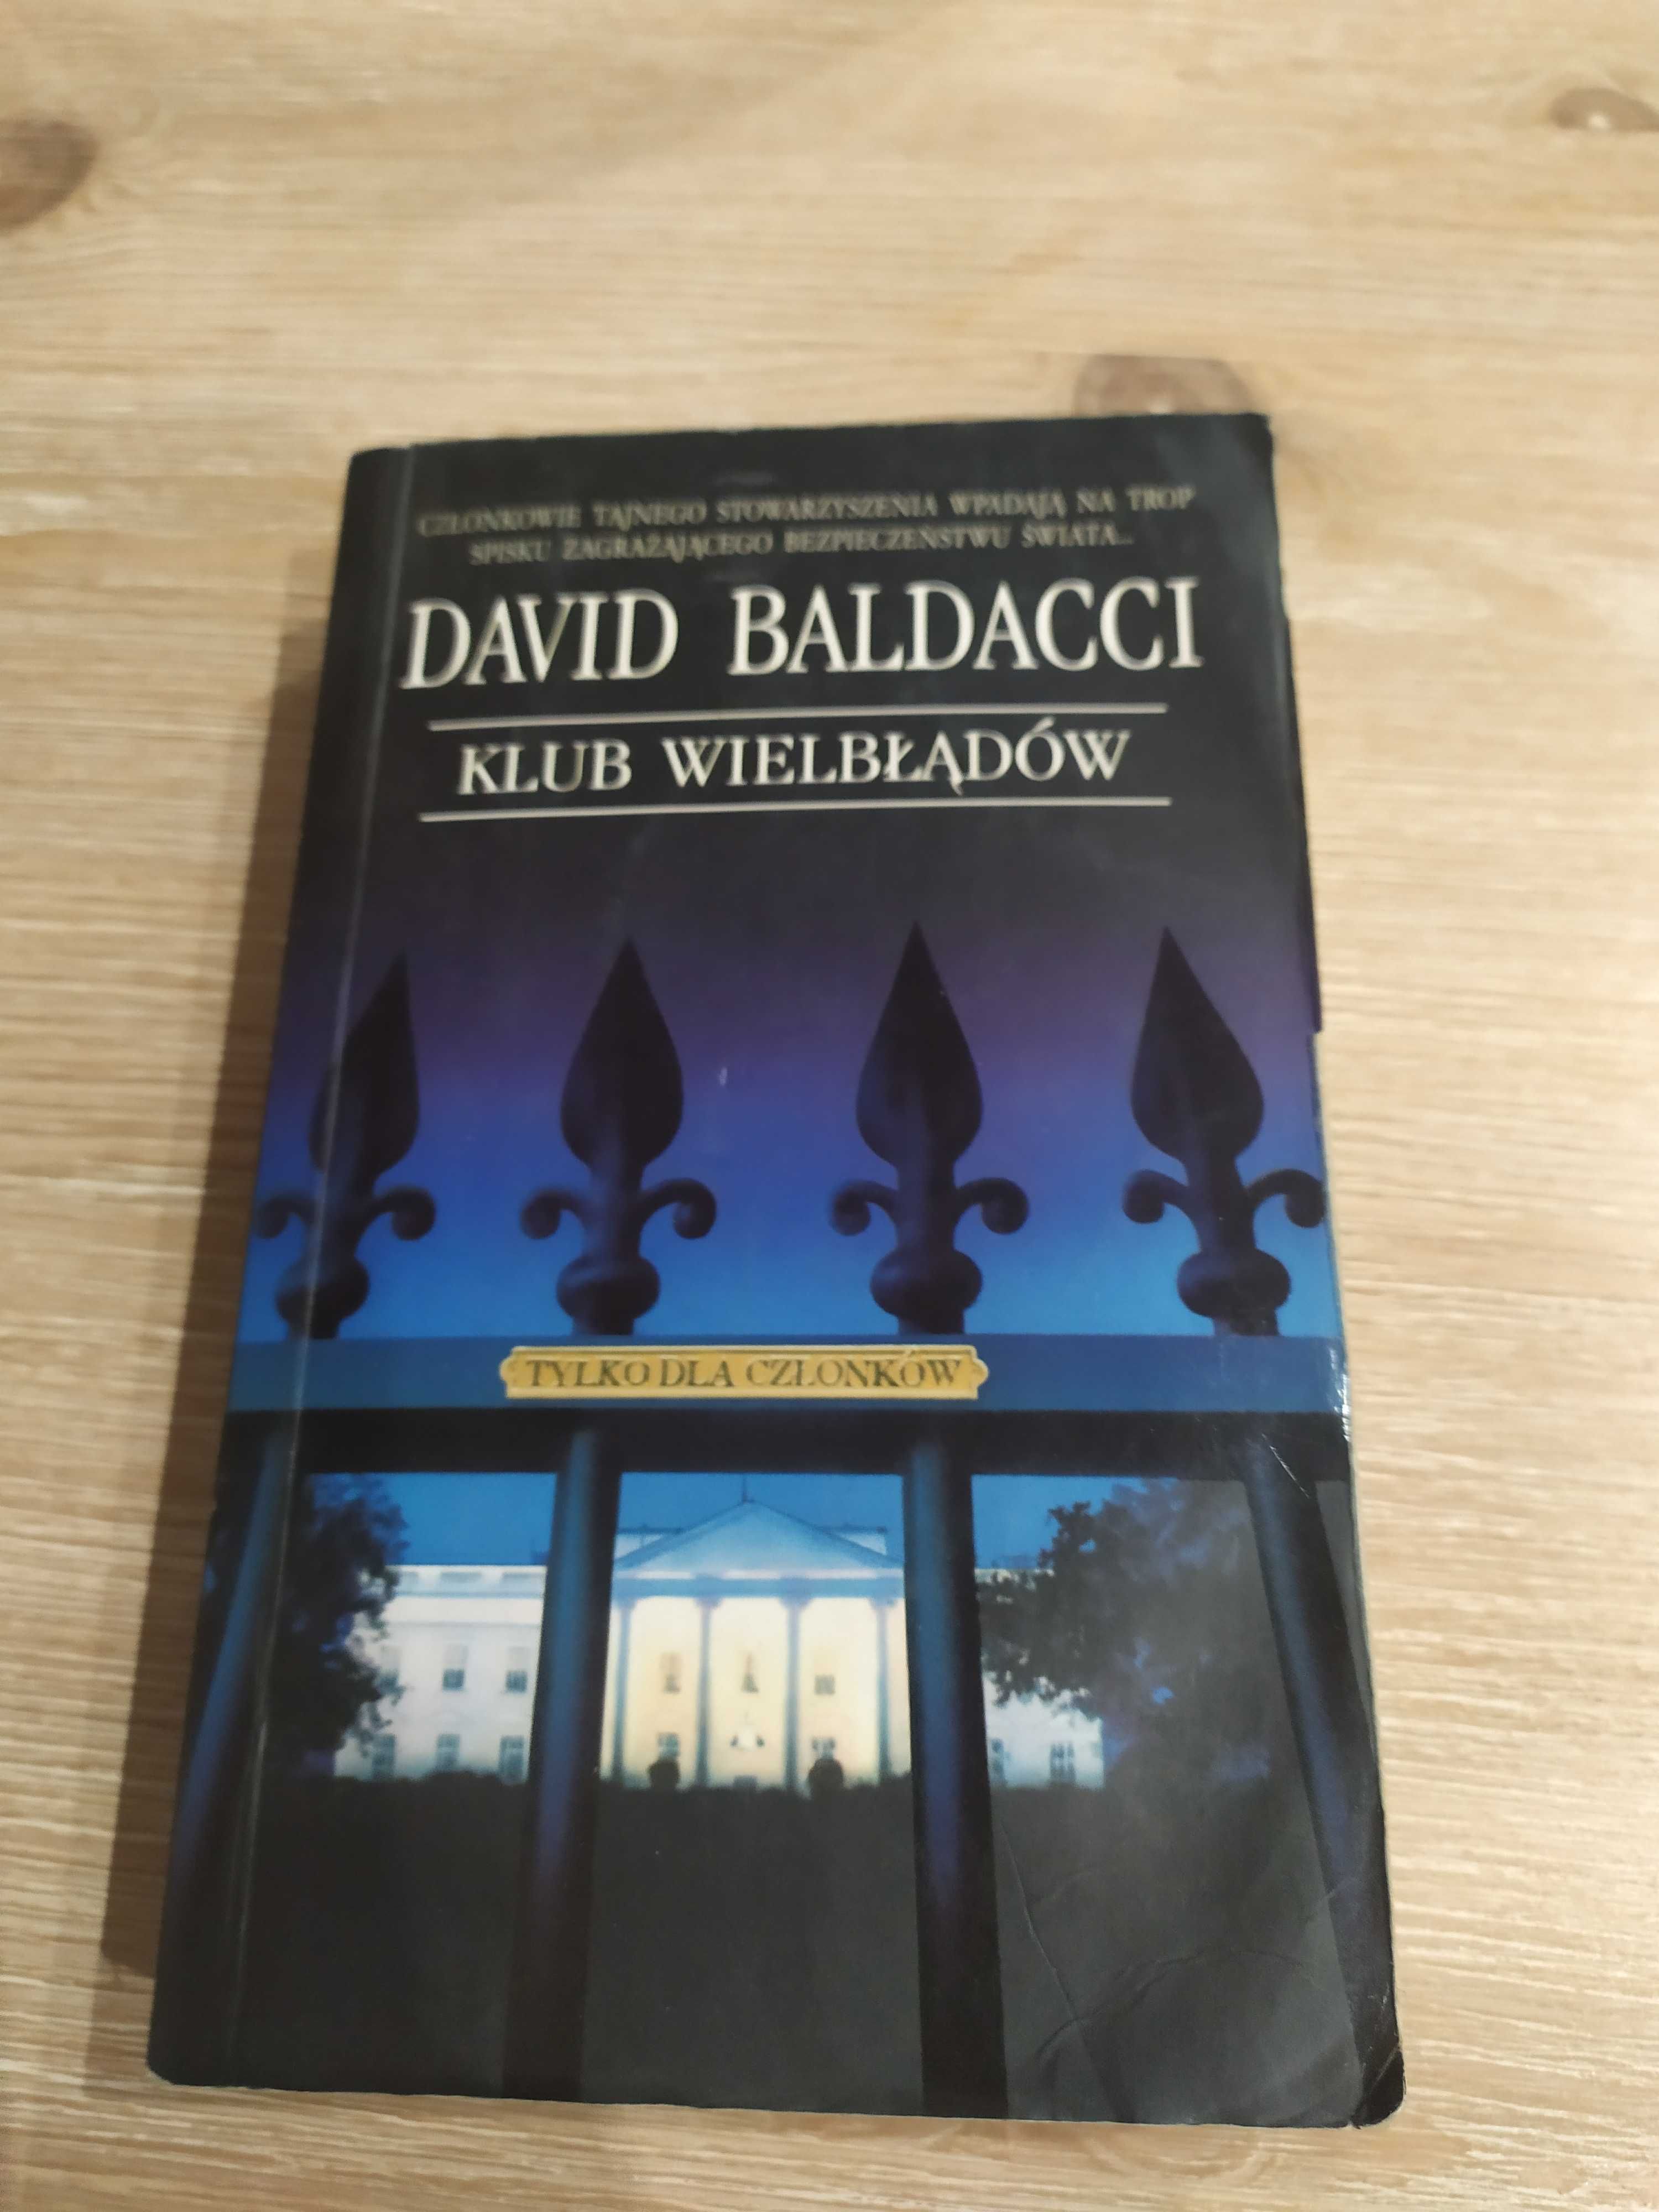 CZŁONKOWIE TAJNEGO STOWARZYSZENIA WPADAJĄ NA TROP
SPISKU ZAGRAŻAJĄCEGO BEZPIECZEŃSTWU ŚWIATA...
DAVID BALDACCI
KLUB WIELBŁĄDÓW
TYLKO DLA CZŁONKÓW